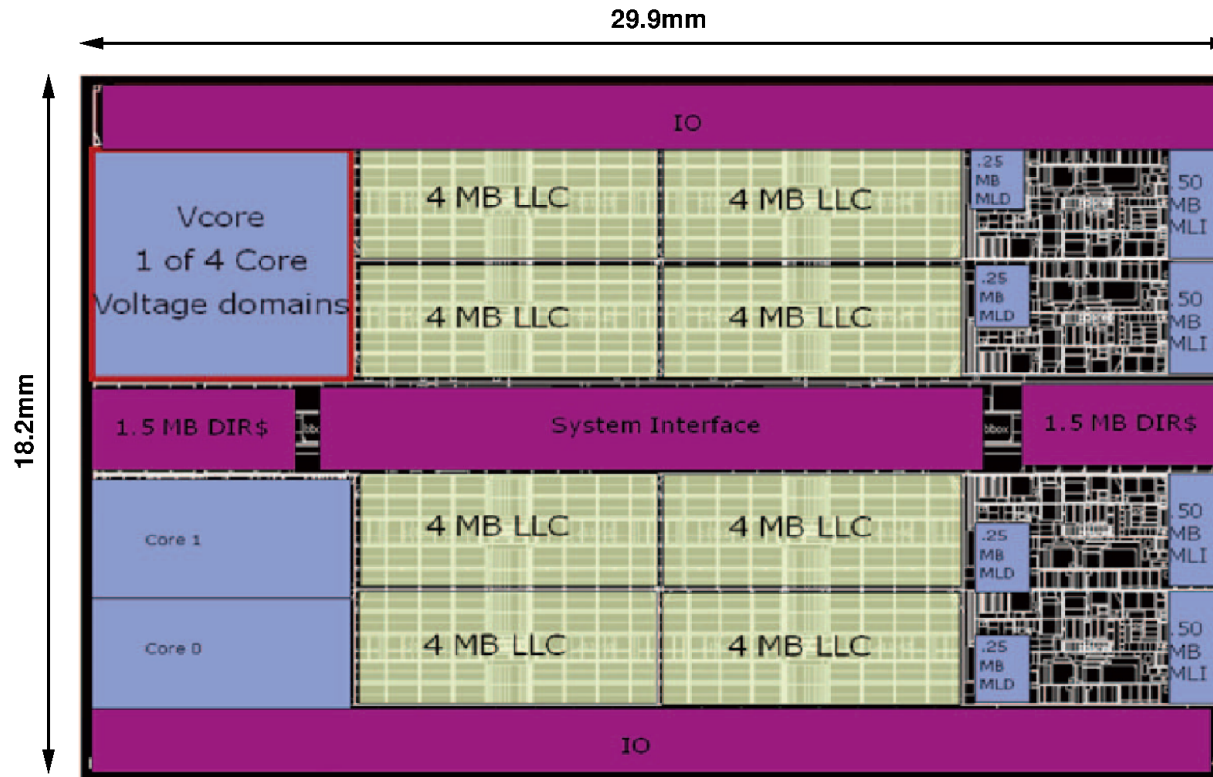 29.9mm
18.2mm
IO
Vcore
1 of 4 Core
Voltage domains
4 MB LLC
4 MB LLC
.25
MB
MLD
.50
MB
MLI
4 MB LLC
4 MB LLC
.25
MB
MLD
.50
MB
MLI
1.5 MB DIR$
System Interface
1.5 MB DIR$
Core 1
4 MB LLC
4 MB LLC
.25
MB
MLD
.50
MB
MLI
Core 0
4 MB LLC
4 MB LLC
.25
MB
MLD
.50
MB
MLI
IO